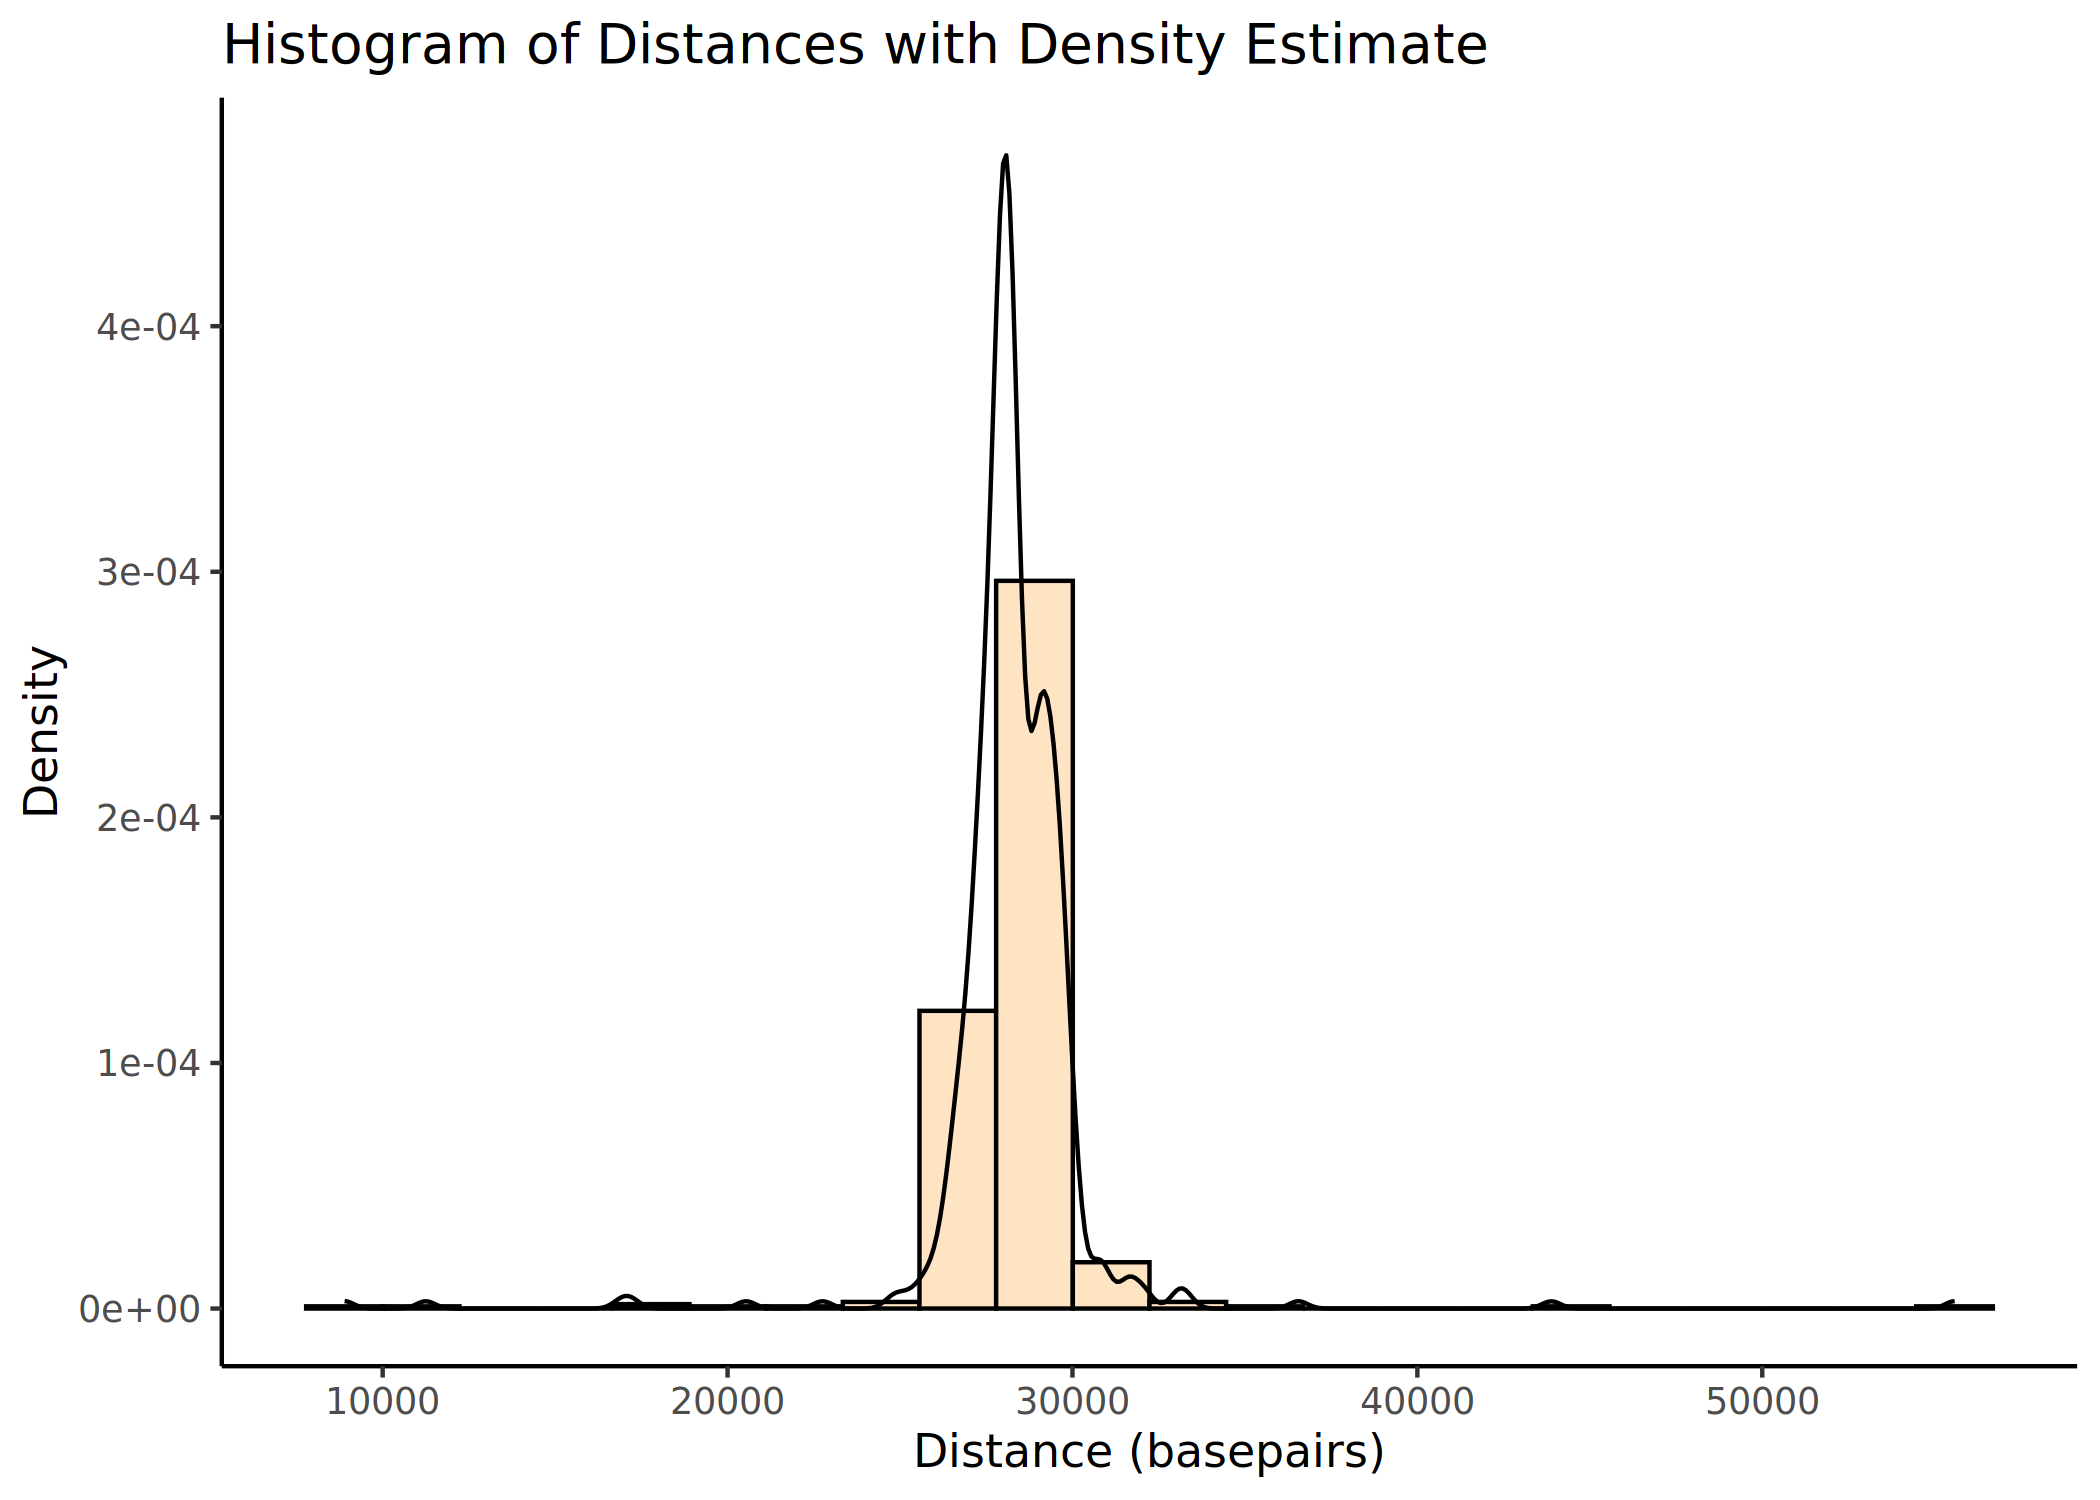 Histogram of Distances with Density Estimate
Density
4e-04
3e-04
2e-04
1e-04
0e+00
10000 20000 30000 40000 50000
Distance (basepairs)